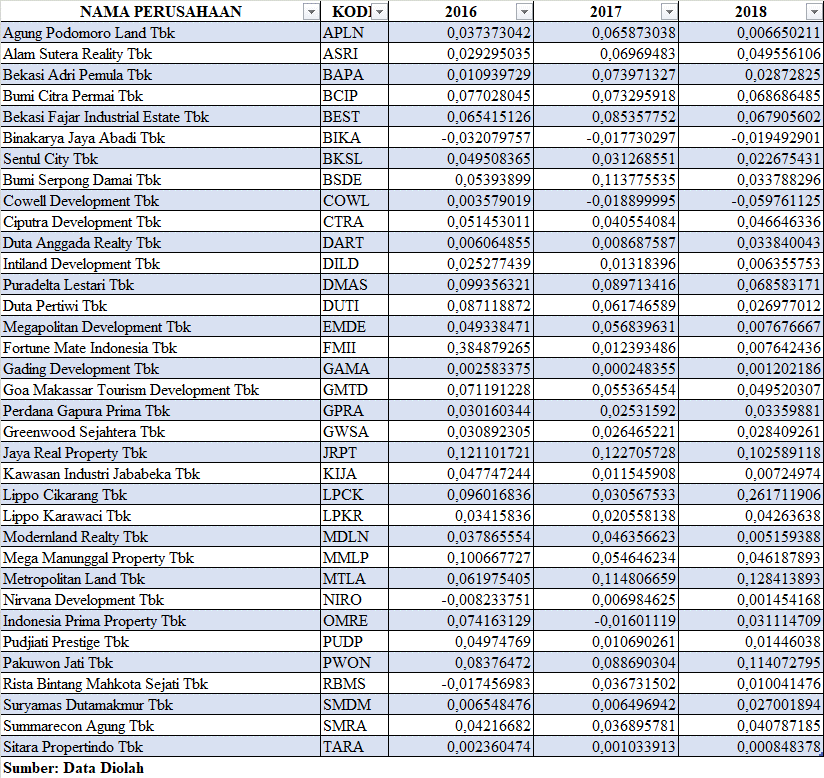 NAMA PERUSAHAAN KODE 2016 2017 2018
Agung Podomoro Land Tbk APLN 0,037373042 0,065873038 0,006650211
Alam Sutera Reality Tbk ASRI 0,029295035 0,06969483 0,049556106
Bekasi Adri Pemula Tbk BAPA 0,010939729 0,073971327 0,02872825
Bumi Citra Permai Tbk BCIP 0,077028045 0,073295918 0,068686485
Bekasi Fajar Industrial Estate Tbk BEST 0,065415126 0,085357752 0,067905602
Binakarya Jaya Abadi Tbk BIKA -0,032079757 -0,017730297 -0,019492901
Sentul City Tbk BKSL 0,049508365 0,031268551 0,022675431
Bumi Serpong Damai Tbk BSDE 0,05393899 0,113775535 0,033788296
Cowell Development Tbk COWL 0,003579019 -0,018899995 -0,059761125
Ciputra Development Tbk CTRA 0,051453011 0,040554084 0,046646336
Duta Anggada Realty Tbk DART 0,006064855 0,008687587 0,033840043
Intiland Development Tbk DILD 0,025277439 0,01318396 0,006355753
Puradelta Lestari Tbk DMAS 0,099356321 0,089713416 0,068583171
Duta Pertiwi Tbk DUTI 0,087118872 0,061746589 0,026977012
Megapolitan Development Tbk EMDE 0,049338471 0,056839631 0,007676667
Fortune Mate Indonesia Tbk FMII 0,384879265 0,012393486 0,007642436
Gading Development Tbk GAMA 0,002583375 0,000248355 0,001202186
Goa Makassar Tourism Development Tbk GMTD 0,071191228 0,055365454 0,049520307
Perdana Gapura Prima Tbk GPRA 0,030160344 0,02531592 0,03359881
Greenwood Sejahtera Tbk GWSA 0,030892305 0,026465221 0,028409261
Jaya Real Property Tbk JRPT 0,121101721 0,122705728 0,102589118
Kawasan Industri Jababeka Tbk KIJA 0,047747244 0,011545908 0,00724974
Lippo Cikarang Tbk LPCK 0,096016836 0,030567533 0,261711906
Lippo Karawaci Tbk LPKR 0,03415836 0,020558138 0,04263638
Modernland Realty Tbk MDLN 0,037865554 0,046356623 0,005159388
Mega Manunggal Property Tbk MMLP 0,100667727 0,054646234 0,046187893
Metropolitan Land Tbk MTLA 0,061975405 0,114806659 0,128413893
Nirvana Development Tbk NIRO -0,008233751 0,006984625 0,001454168
Indonesia Prima Property Tbk OMRE 0,074163129 -0,01601119 0,031114709
Pudjiati Prestige Tbk PUDP 0,04974769 0,010690261 0,01446038
Pakuwon Jati Tbk PWON 0,08376472 0,088690304 0,114072795
Rista Bintang Mahkota Sejati Tbk RBMS -0,017456983 0,036731502 0,010041476
Suryamas Dutamakmur Tbk SMDM 0,006548476 0,006496942 0,027001894
Summarecon Agung Tbk SMRA 0,04216682 0,036895781 0,040787185
Sitara Propertindo Tbk TARA 0,002360474 0,001033913 0,000848378
Sumber: Data Diolah